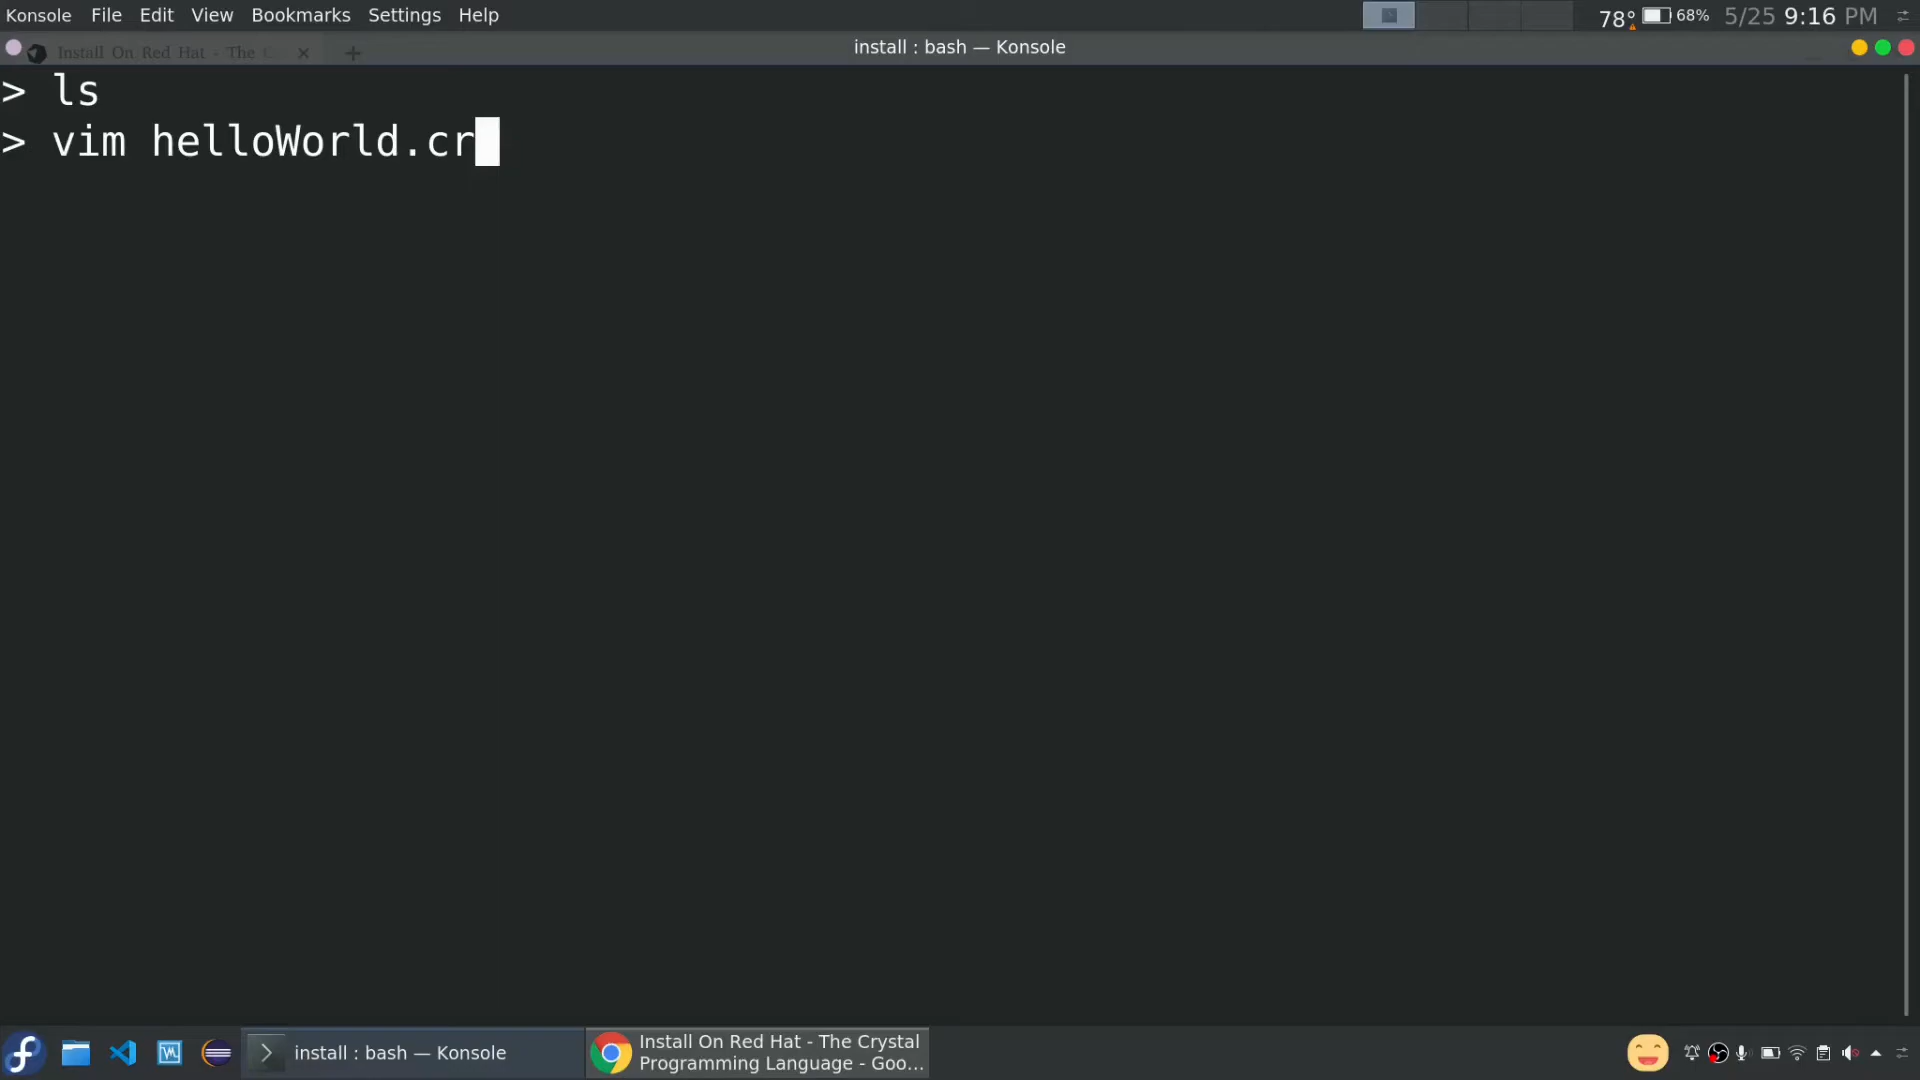 Konsole File Edit View Bookmarks Settings Help
78° 68% 5/25 9:16 PM
Install On Red Hat - The
install : bash — Konsole
> ls
> vim helloWorld.cr
install : bash — Konsole
Install On Red Hat - The Crystal
Programming Language - Goo...